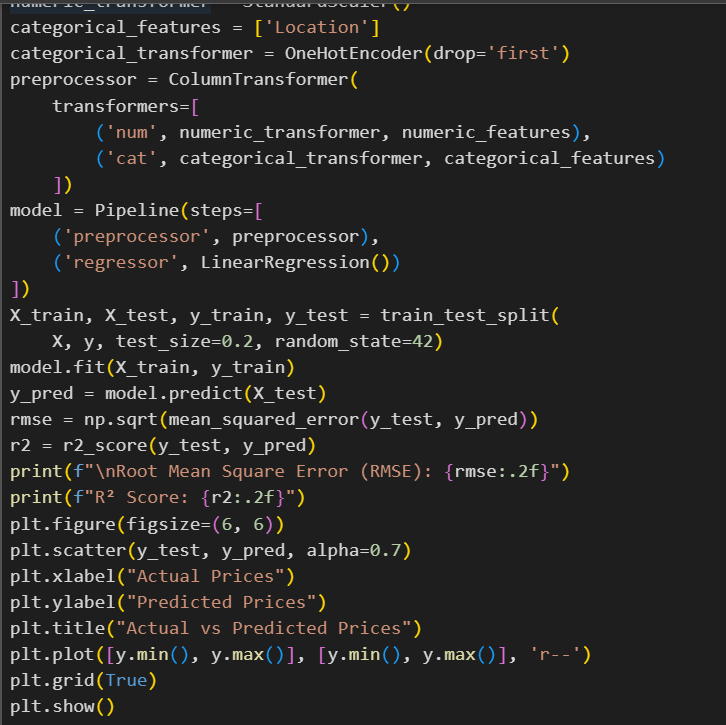 numeric_transformer = StandardScaler()
categorical_features = ['Location']
categorical_transformer = OneHotEncoder(drop='first')
preprocessor = ColumnTransformer(
    transformers=[
        ('num', numeric_transformer, numeric_features),
        ('cat', categorical_transformer, categorical_features)
    ])
model = Pipeline(steps=[
    ('preprocessor', preprocessor),
    ('regressor', LinearRegression())
])
X_train, X_test, y_train, y_test = train_test_split(
    X, y, test_size=0.2, random_state=42)
model.fit(X_train, y_train)
y_pred = model.predict(X_test)
rmse = np.sqrt(mean_squared_error(y_test, y_pred))
r2 = r2_score(y_test, y_pred)
print(f"\nRoot Mean Square Error (RMSE): {rmse:.2f}")
print(f"R² Score: {r2:.2f}")
plt.figure(figsize=(6, 6))
plt.scatter(y_test, y_pred, alpha=0.7)
plt.xlabel("Actual Prices")
plt.ylabel("Predicted Prices")
plt.title("Actual vs Predicted Prices")
plt.plot([y.min(), y.max()], [y.min(), y.max()], 'r--')
plt.grid(True)
plt.show()